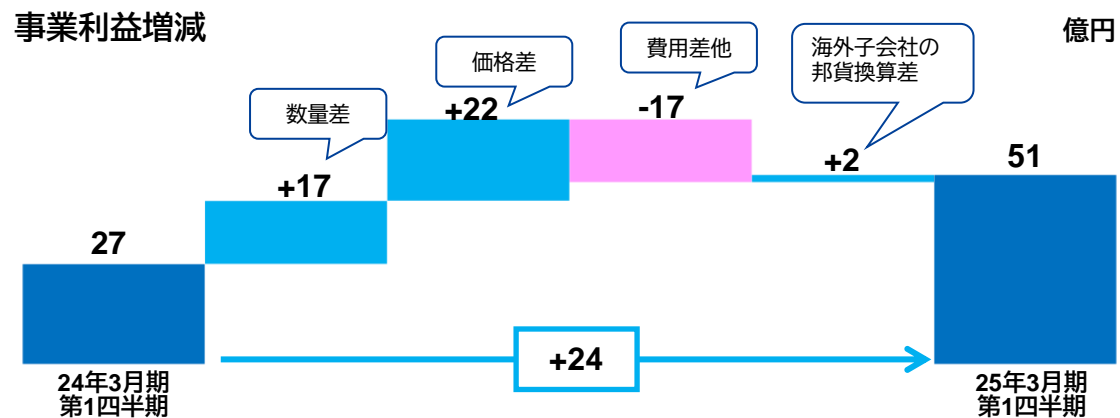 事業利益増減
億円
数量差
価格差
費用差他
海外子会社の
邦貨換算差
27
+17
+22
-17
+2
51
+24
24年3月期
第1四半期
25年3月期
第1四半期